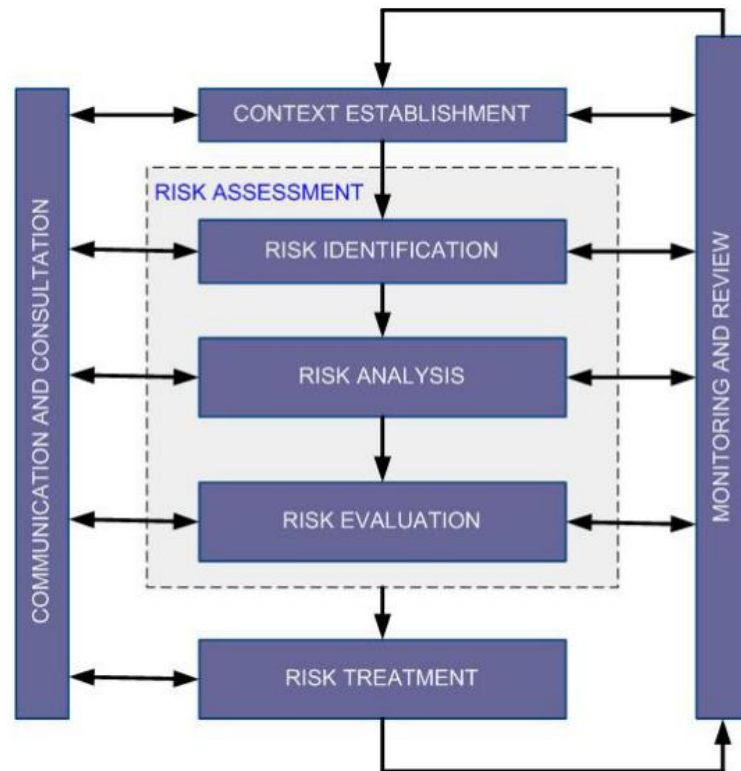 CONTEXT ESTABLISHMENT
RISK ASSESSMENT
RISK IDENTIFICATION
RISK ANALYSIS
RISK EVALUATION
RISK TREATMENT
COMMUNICATION AND CONSULTATION
MONITORING AND REVIEW